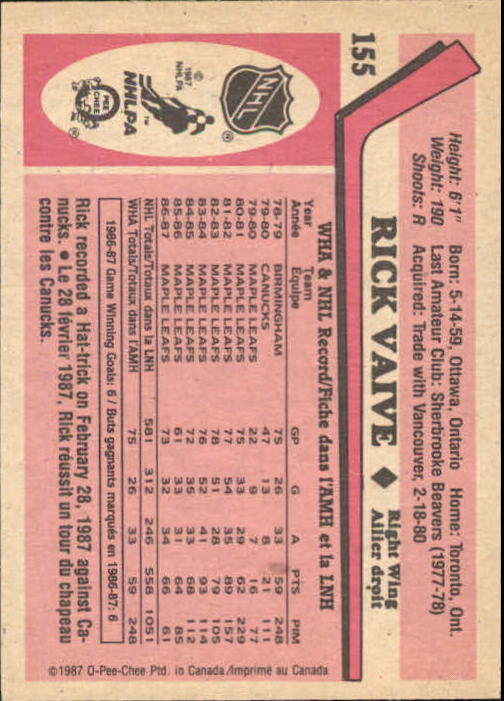 155
Height: 6'1" Born: 5-14-59, Ottawa, Ontario Home: Toronto, Ont.
Weight: 190 Last Amateur Club: Sherbrooke Beavers (1977-78)
Shoots: R Acquired: Trade with Vancouver, 2-18-80
RICK VAIVE ◆ Right Wing
Ailier droit
NHL
®
© 1987 NHLPA
NHLPA
TM
O PEE CHEE
WHA & NHL Record/Fiche dans l'AMH et la LNH
Year Team GP G A PTS PIM
Année Equipe
78-79 BIRMINGHAM 75 26 33 59 248
79-80 CANUCKS 47 13 8 21 111
79-80 MAPLE LEAFS 22 9 7 16 77
80-81 MAPLE LEAFS 75 33 29 62 229
81-82 MAPLE LEAFS 77 54 35 89 157
82-83 MAPLE LEAFS 78 51 28 79 105
83-84 MAPLE LEAFS 76 52 41 93 114
84-85 MAPLE LEAFS 72 35 33 68 112
85-86 MAPLE LEAFS 61 33 31 64 85
86-87 MAPLE LEAFS 73 32 34 66 61
NHL Totals/Totaux dans la LNH 581 312 246 558 1051
WHA Totals/Totaux dans l'AMH 75 26 33 59 248
1986-87 Game Winning Goals: 6 / Buts gagnants marqués en 1986-87: 6
Rick recorded a Hat-trick on February 28, 1987 against Ca-
nucks. ● Le 28 février 1987, Rick réussit un tour du chapeau
contre les Canucks.
©1987 O-Pee-Chee Ptd. in Canada/Imprimé au Canada